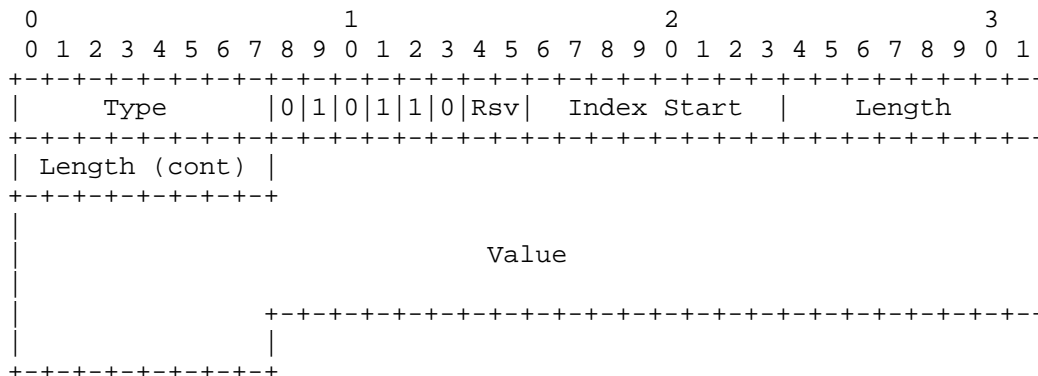 0                   1                   2                   3
 0 1 2 3 4 5 6 7 8 9 0 1 2 3 4 5 6 7 8 9 0 1 2 3 4 5 6 7 8 9 0 1
+-+-+-+-+-+-+-+-+-+-+-+-+-+-+-+-+-+-+-+-+-+-+-+-+-+-+-+-+-+-+-+--
|     Type      |0|1|0|1|1|0|Rsv|  Index Start  |    Length
+-+-+-+-+-+-+-+-+-+-+-+-+-+-+-+-+-+-+-+-+-+-+-+-+-+-+-+-+-+-+-+--
| Length (cont) |
+-+-+-+-+-+-+-+-+
|
|                             Value
|
|               +-+-+-+-+-+-+-+-+-+-+-+-+-+-+-+-+-+-+-+-+-+-+-+--
|               |
+-+-+-+-+-+-+-+-+